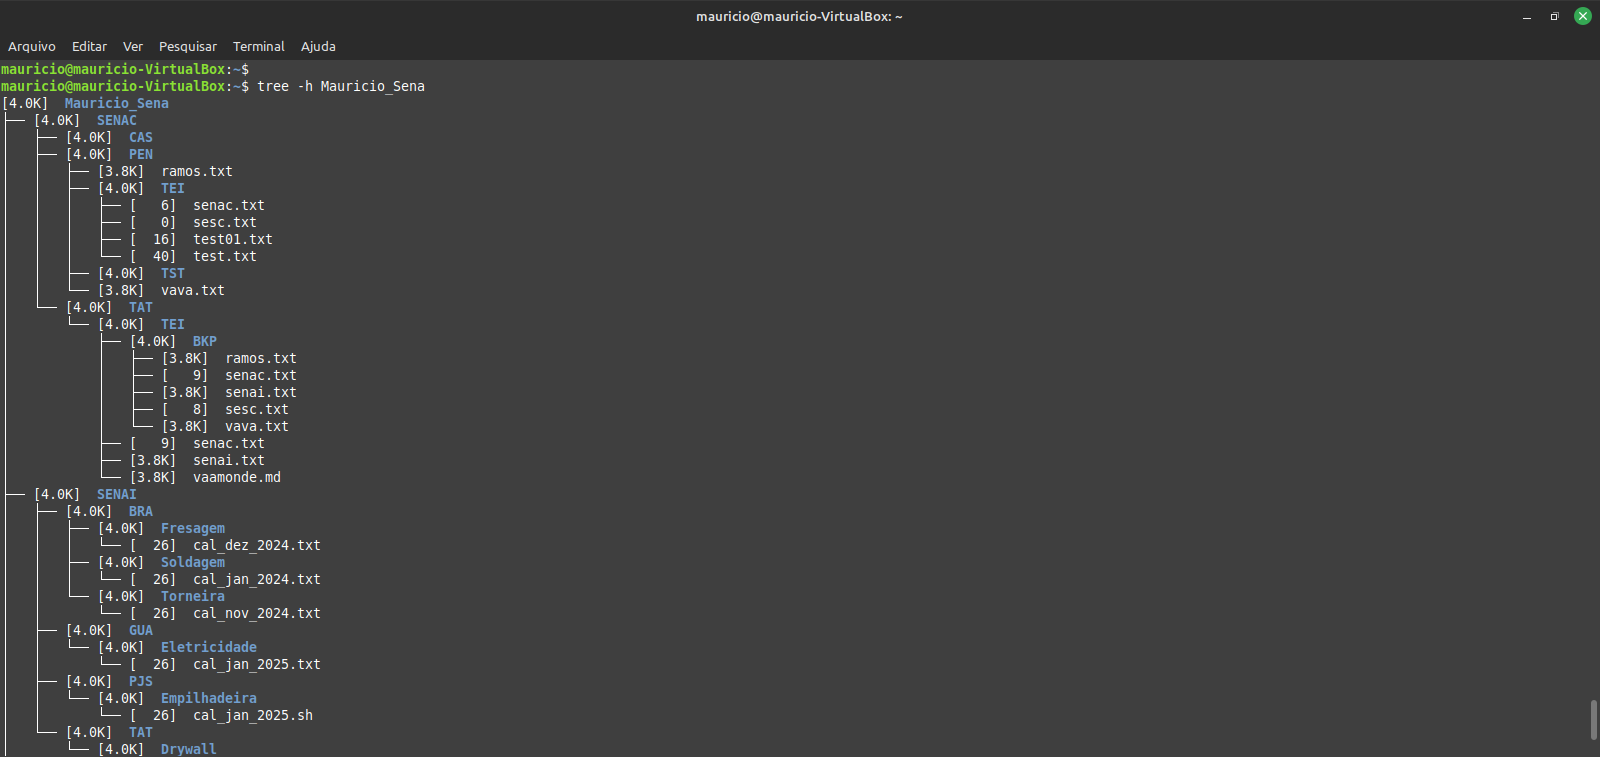 mauricio@mauricio-VirtualBox: ~
Arquivo Editar Ver Pesquisar Terminal Ajuda
mauricio@mauricio-VirtualBox:~$
mauricio@mauricio-VirtualBox:~$ tree -h Mauricio_Sena
[4.0K]  Mauricio_Sena
├── [4.0K]  SENAC
│   ├── [4.0K]  CAS
│   ├── [4.0K]  PEN
│   │   ├── [3.8K]  ramos.txt
│   │   ├── [4.0K]  TEI
│   │   │   ├── [   6]  senac.txt
│   │   │   ├── [   0]  sesc.txt
│   │   │   ├── [  16]  test01.txt
│   │   │   └── [  40]  test.txt
│   │   ├── [4.0K]  TST
│   │   └── [3.8K]  vava.txt
│   └── [4.0K]  TAT
│       └── [4.0K]  TEI
│           ├── [4.0K]  BKP
│           │   ├── [3.8K]  ramos.txt
│           │   ├── [   9]  senac.txt
│           │   ├── [3.8K]  senai.txt
│           │   ├── [   8]  sesc.txt
│           │   └── [3.8K]  vava.txt
│           ├── [   9]  senac.txt
│           ├── [3.8K]  senai.txt
│           └── [3.8K]  vaamonde.md
├── [4.0K]  SENAI
│   ├── [4.0K]  BRA
│   │   ├── [4.0K]  Fresagem
│   │   │   └── [  26]  cal_dez_2024.txt
│   │   ├── [4.0K]  Soldagem
│   │   │   └── [  26]  cal_jan_2024.txt
│   │   └── [4.0K]  Torneira
│   │       └── [  26]  cal_nov_2024.txt
│   ├── [4.0K]  GUA
│   │   └── [4.0K]  Eletricidade
│   │       └── [  26]  cal_jan_2025.txt
│   ├── [4.0K]  PJS
│   │   └── [4.0K]  Empilhadeira
│   │       └── [  26]  cal_jan_2025.sh
│   └── [4.0K]  TAT
│       └── [4.0K]  Drywall